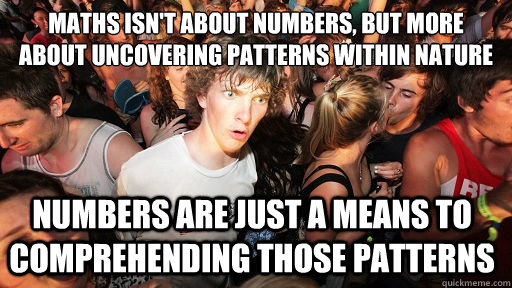 MATHS ISN'T ABOUT NUMBERS, BUT MORE
ABOUT UNCOVERING PATTERNS WITHIN NATURE
NUMBERS ARE JUST A MEANS TO
COMPREHENDING THOSE PATTERNS
quickmeme.com